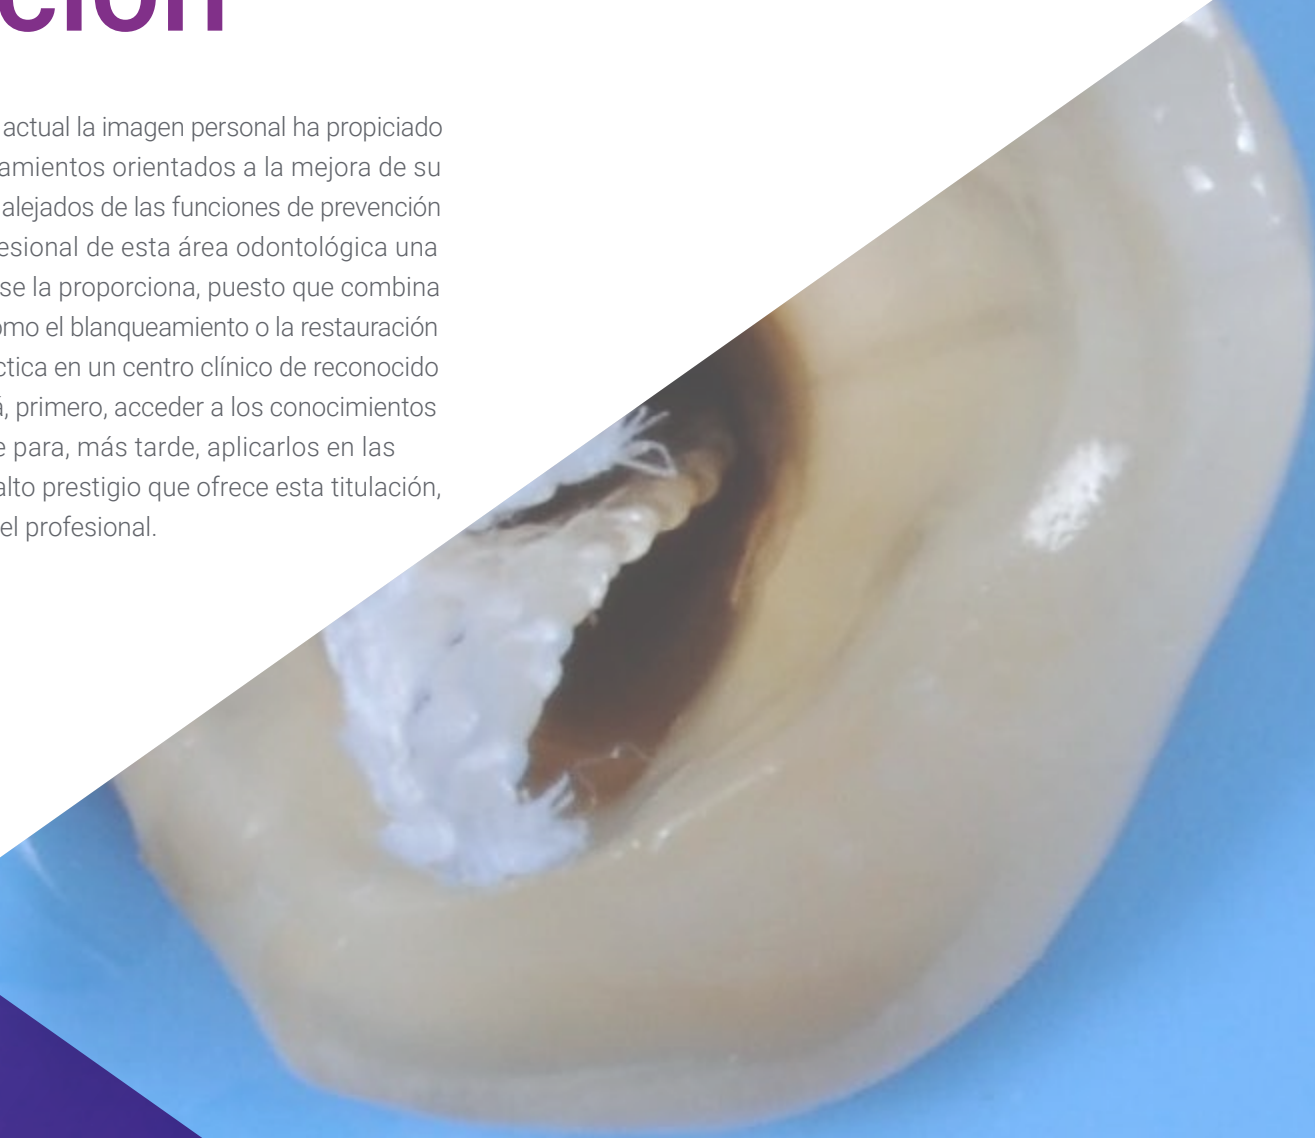 ción
actual la imagen personal ha propiciado
amientos orientados a la mejora de su
alejados de las funciones de prevención
esional de esta área odontológica una
se la proporciona, puesto que combina
omo el blanqueamiento o la restauración
ctica en un centro clínico de reconocido
á, primero, acceder a los conocimientos
e para, más tarde, aplicarlos en las
alto prestigio que ofrece esta titulación,
el profesional.